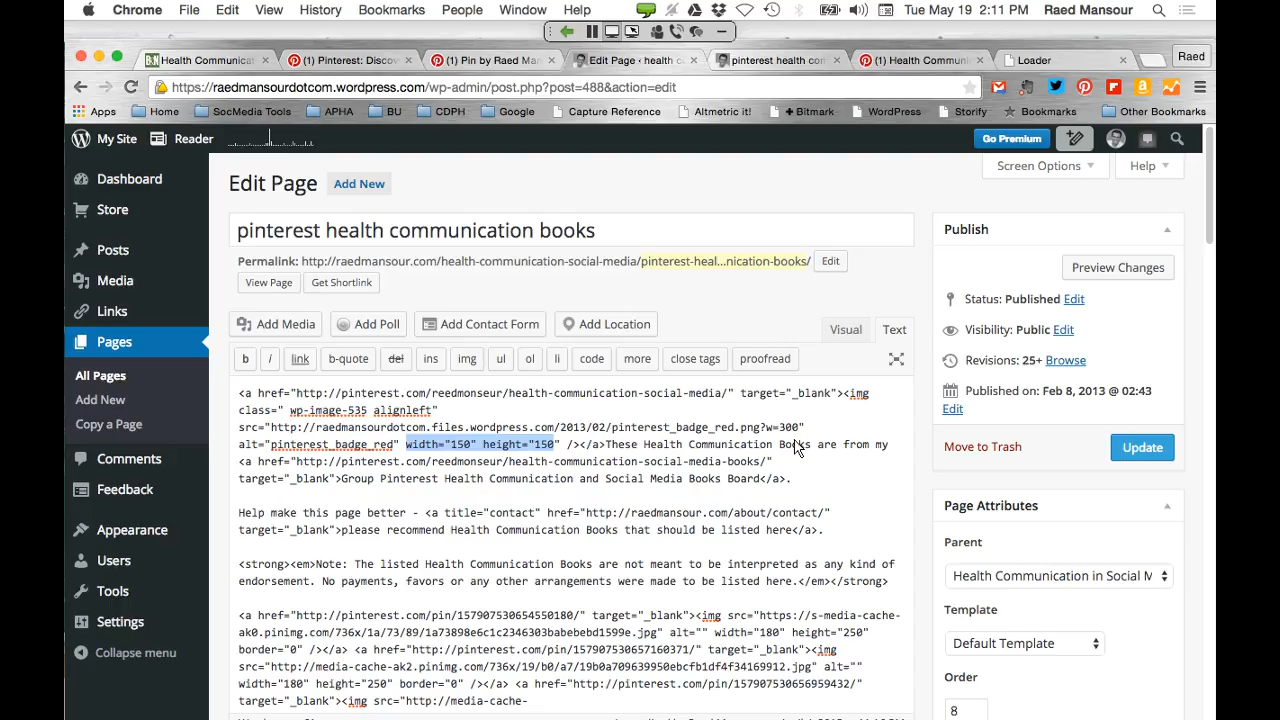 Chrome File Edit View History Bookmarks People Window Help Tue May 19 2:11 PM Raed Mansour
Health Communicat (1) Pinterest: Discov (1) Pin by Raed Man Edit Page ‹ health c pinterest health com (1) Health Communi Loader Raed
https://raedmansourdotcom.wordpress.com/wp-admin/post.php?post=488&action=edit
Apps Home SocMedia Tools APHA BU CDPH Google Capture Reference Altmetric it! + Bitmark WordPress Storify Bookmarks Other Bookmarks
My Site Reader Go Premium
Screen Options Help
Edit Page Add New
Dashboard
Store
Posts
Media
Links
Pages
All Pages
Add New
Copy a Page
Comments
Feedback
Appearance
Users
Tools
Settings
Collapse menu
pinterest health communication books
Permalink: http://raedmansour.com/health-communication-social-media/pinterest-heal...nication-books/ Edit
View Page Get Shortlink
Add Media Add Poll Add Contact Form Add Location Visual Text
b i link b-quote del ins img ul ol li code more close tags proofread
<a href="http://pinterest.com/reedmonseur/health-communication-social-media/" target="_blank"><img
class=" wp-image-535 alignleft"
src="http://raedmansourdotcom.files.wordpress.com/2013/02/pinterest_badge_red.png?w=300"
alt="pinterest_badge_red" width="150" height="150" /></a>These Health Communication Books are from my
<a href="http://pinterest.com/reedmonseur/health-communication-social-media-books/"
target="_blank">Group Pinterest Health Communication and Social Media Books Board</a>.
Help make this page better - <a title="contact" href="http://raedmansour.com/about/contact/"
target="_blank">please recommend Health Communication Books that should be listed here</a>.
<strong><em>Note: The listed Health Communication Books are not meant to be interpreted as any kind of
endorsement. No payments, favors or any other arrangements were made to be listed here.</em></strong>
<a href="http://pinterest.com/pin/157907530654550180/" target="_blank"><img src="https://s-media-cache-
ak0.pinimg.com/736x/1a/73/89/1a73898e6c1c2346303babebebd1599e.jpg" alt="" width="180" height="250"
border="0" /></a> <a href="http://pinterest.com/pin/157907530657160371/" target="_blank"><img
src="http://media-cache-ak2.pinimg.com/736x/19/b0/a7/19b0a709639950ebcfb1df4f34169912.jpg" alt=""
width="180" height="250" border="0" /></a> <a href="http://pinterest.com/pin/157907530656959432/"
target="_blank"><img src="http://media-cache-
Publish
Preview Changes
Status: Published Edit
Visibility: Public Edit
Revisions: 25+ Browse
Published on: Feb 8, 2013 @ 02:43
Edit
Move to Trash Update
Page Attributes
Parent
Health Communication in Social M
Template
Default Template
Order
8